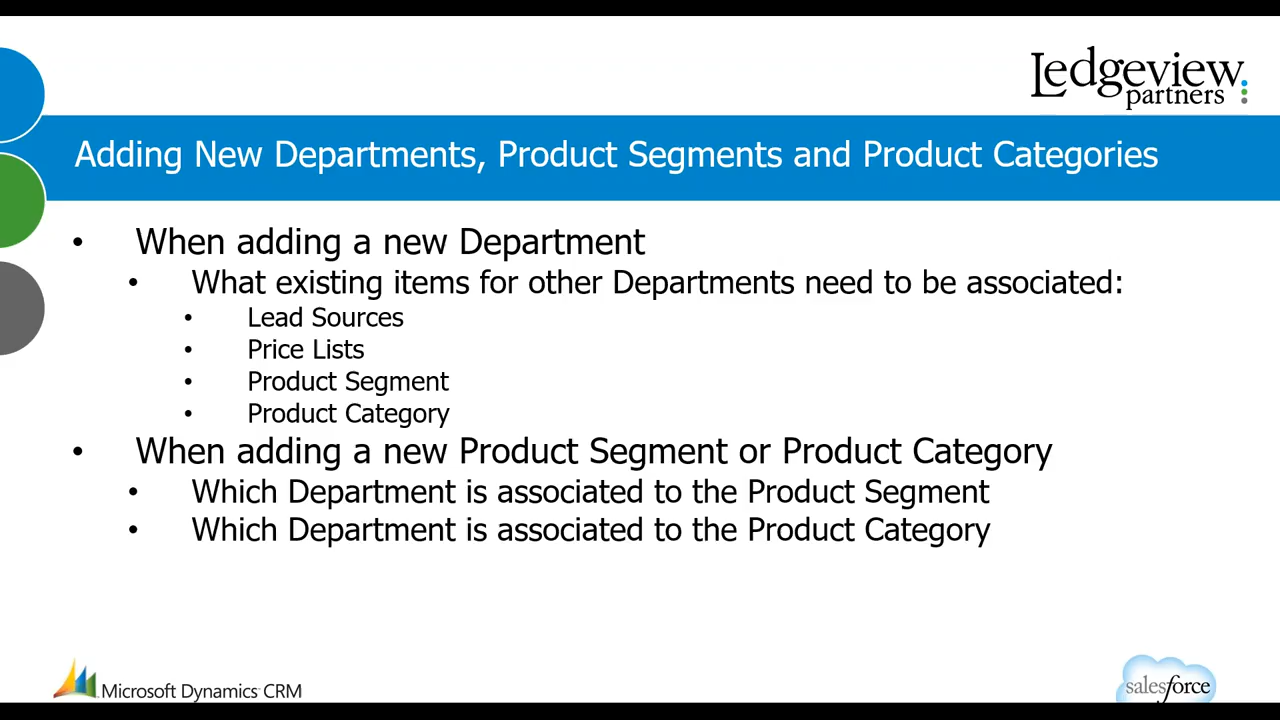 Ledgeview
partners
Adding New Departments, Product Segments and Product Categories
• When adding a new Department
• What existing items for other Departments need to be associated:
• Lead Sources
• Price Lists
• Product Segment
• Product Category
• When adding a new Product Segment or Product Category
• Which Department is associated to the Product Segment
• Which Department is associated to the Product Category
Microsoft Dynamics CRM
salesforce